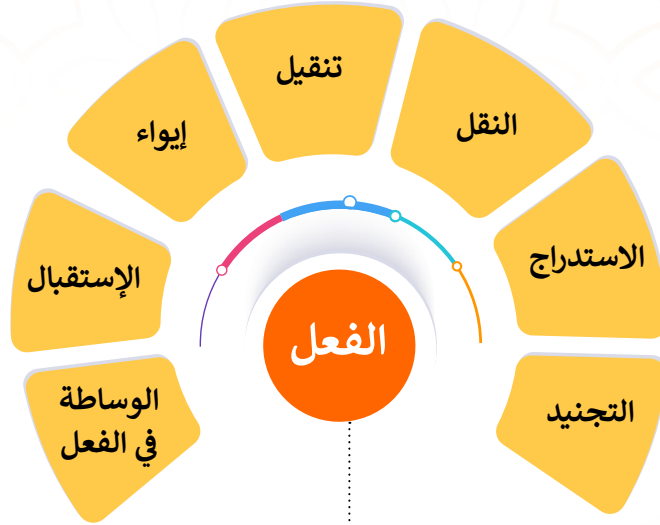 الفعل
التجنيد
الاستدراج
النقل
تنقيل
إيواء
الإستقبال
الوساطة
في الفعل